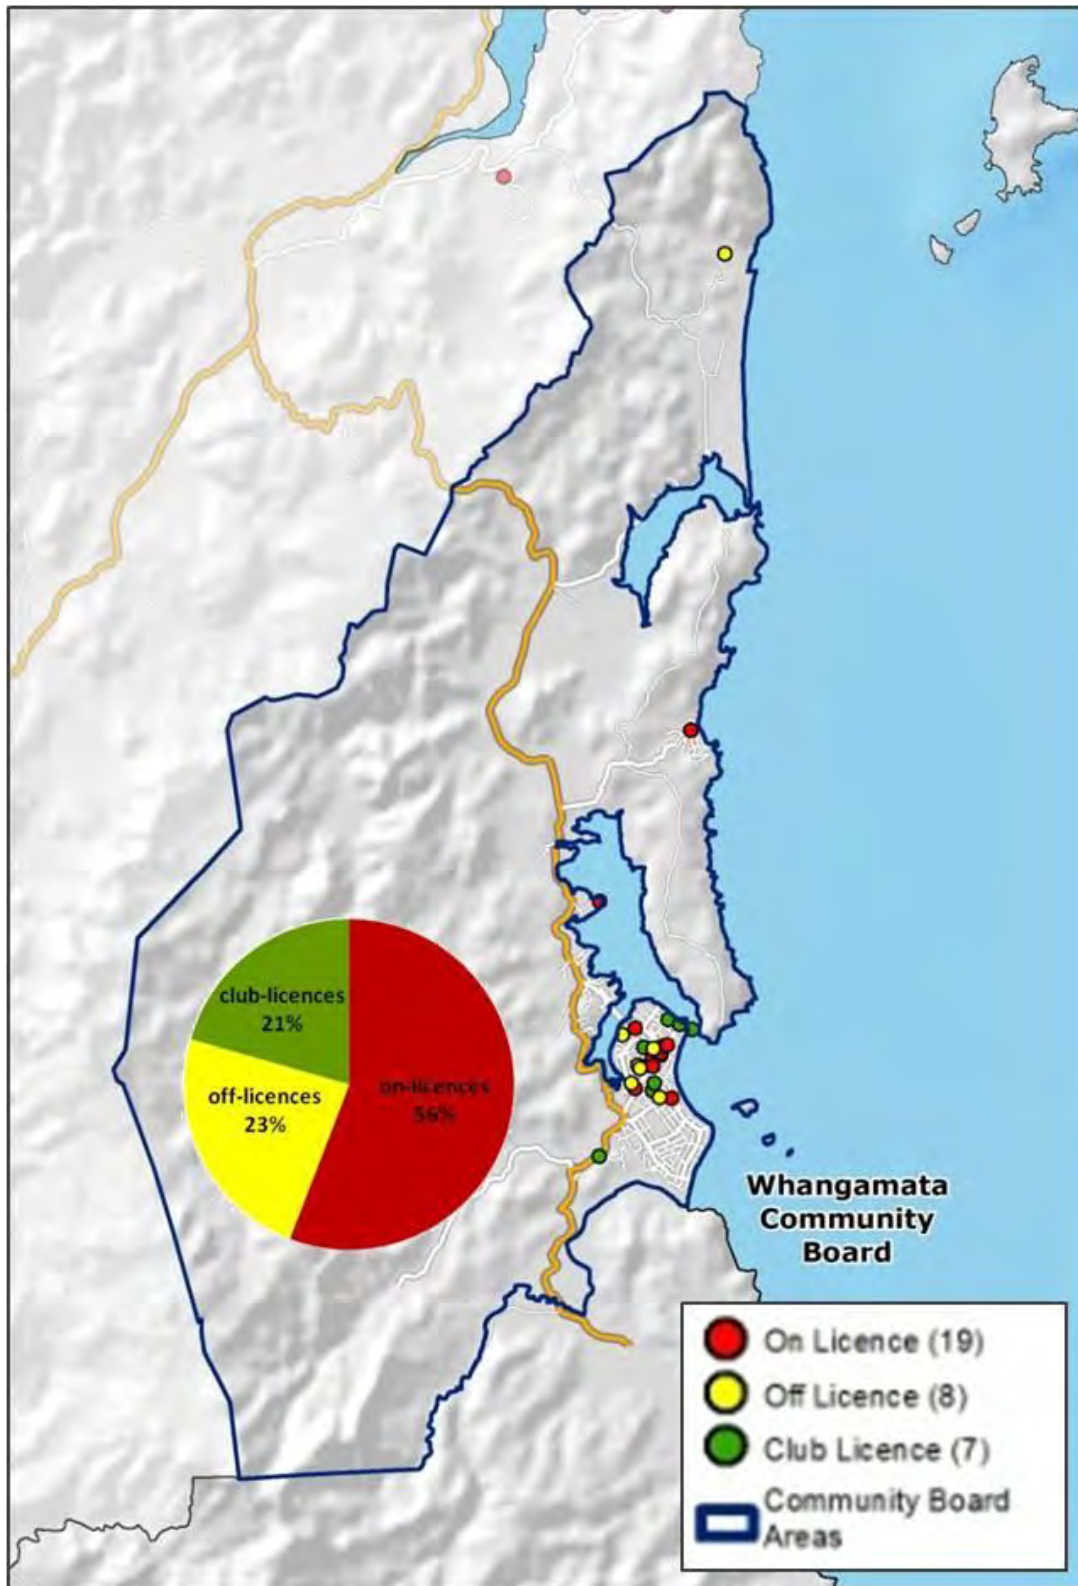 club-licences
21%
off-licences
23%
on-licences
56%
Whangamata
Community
Board
On Licence (19)
Off Licence (8)
Club Licence (7)
Community Board
Areas